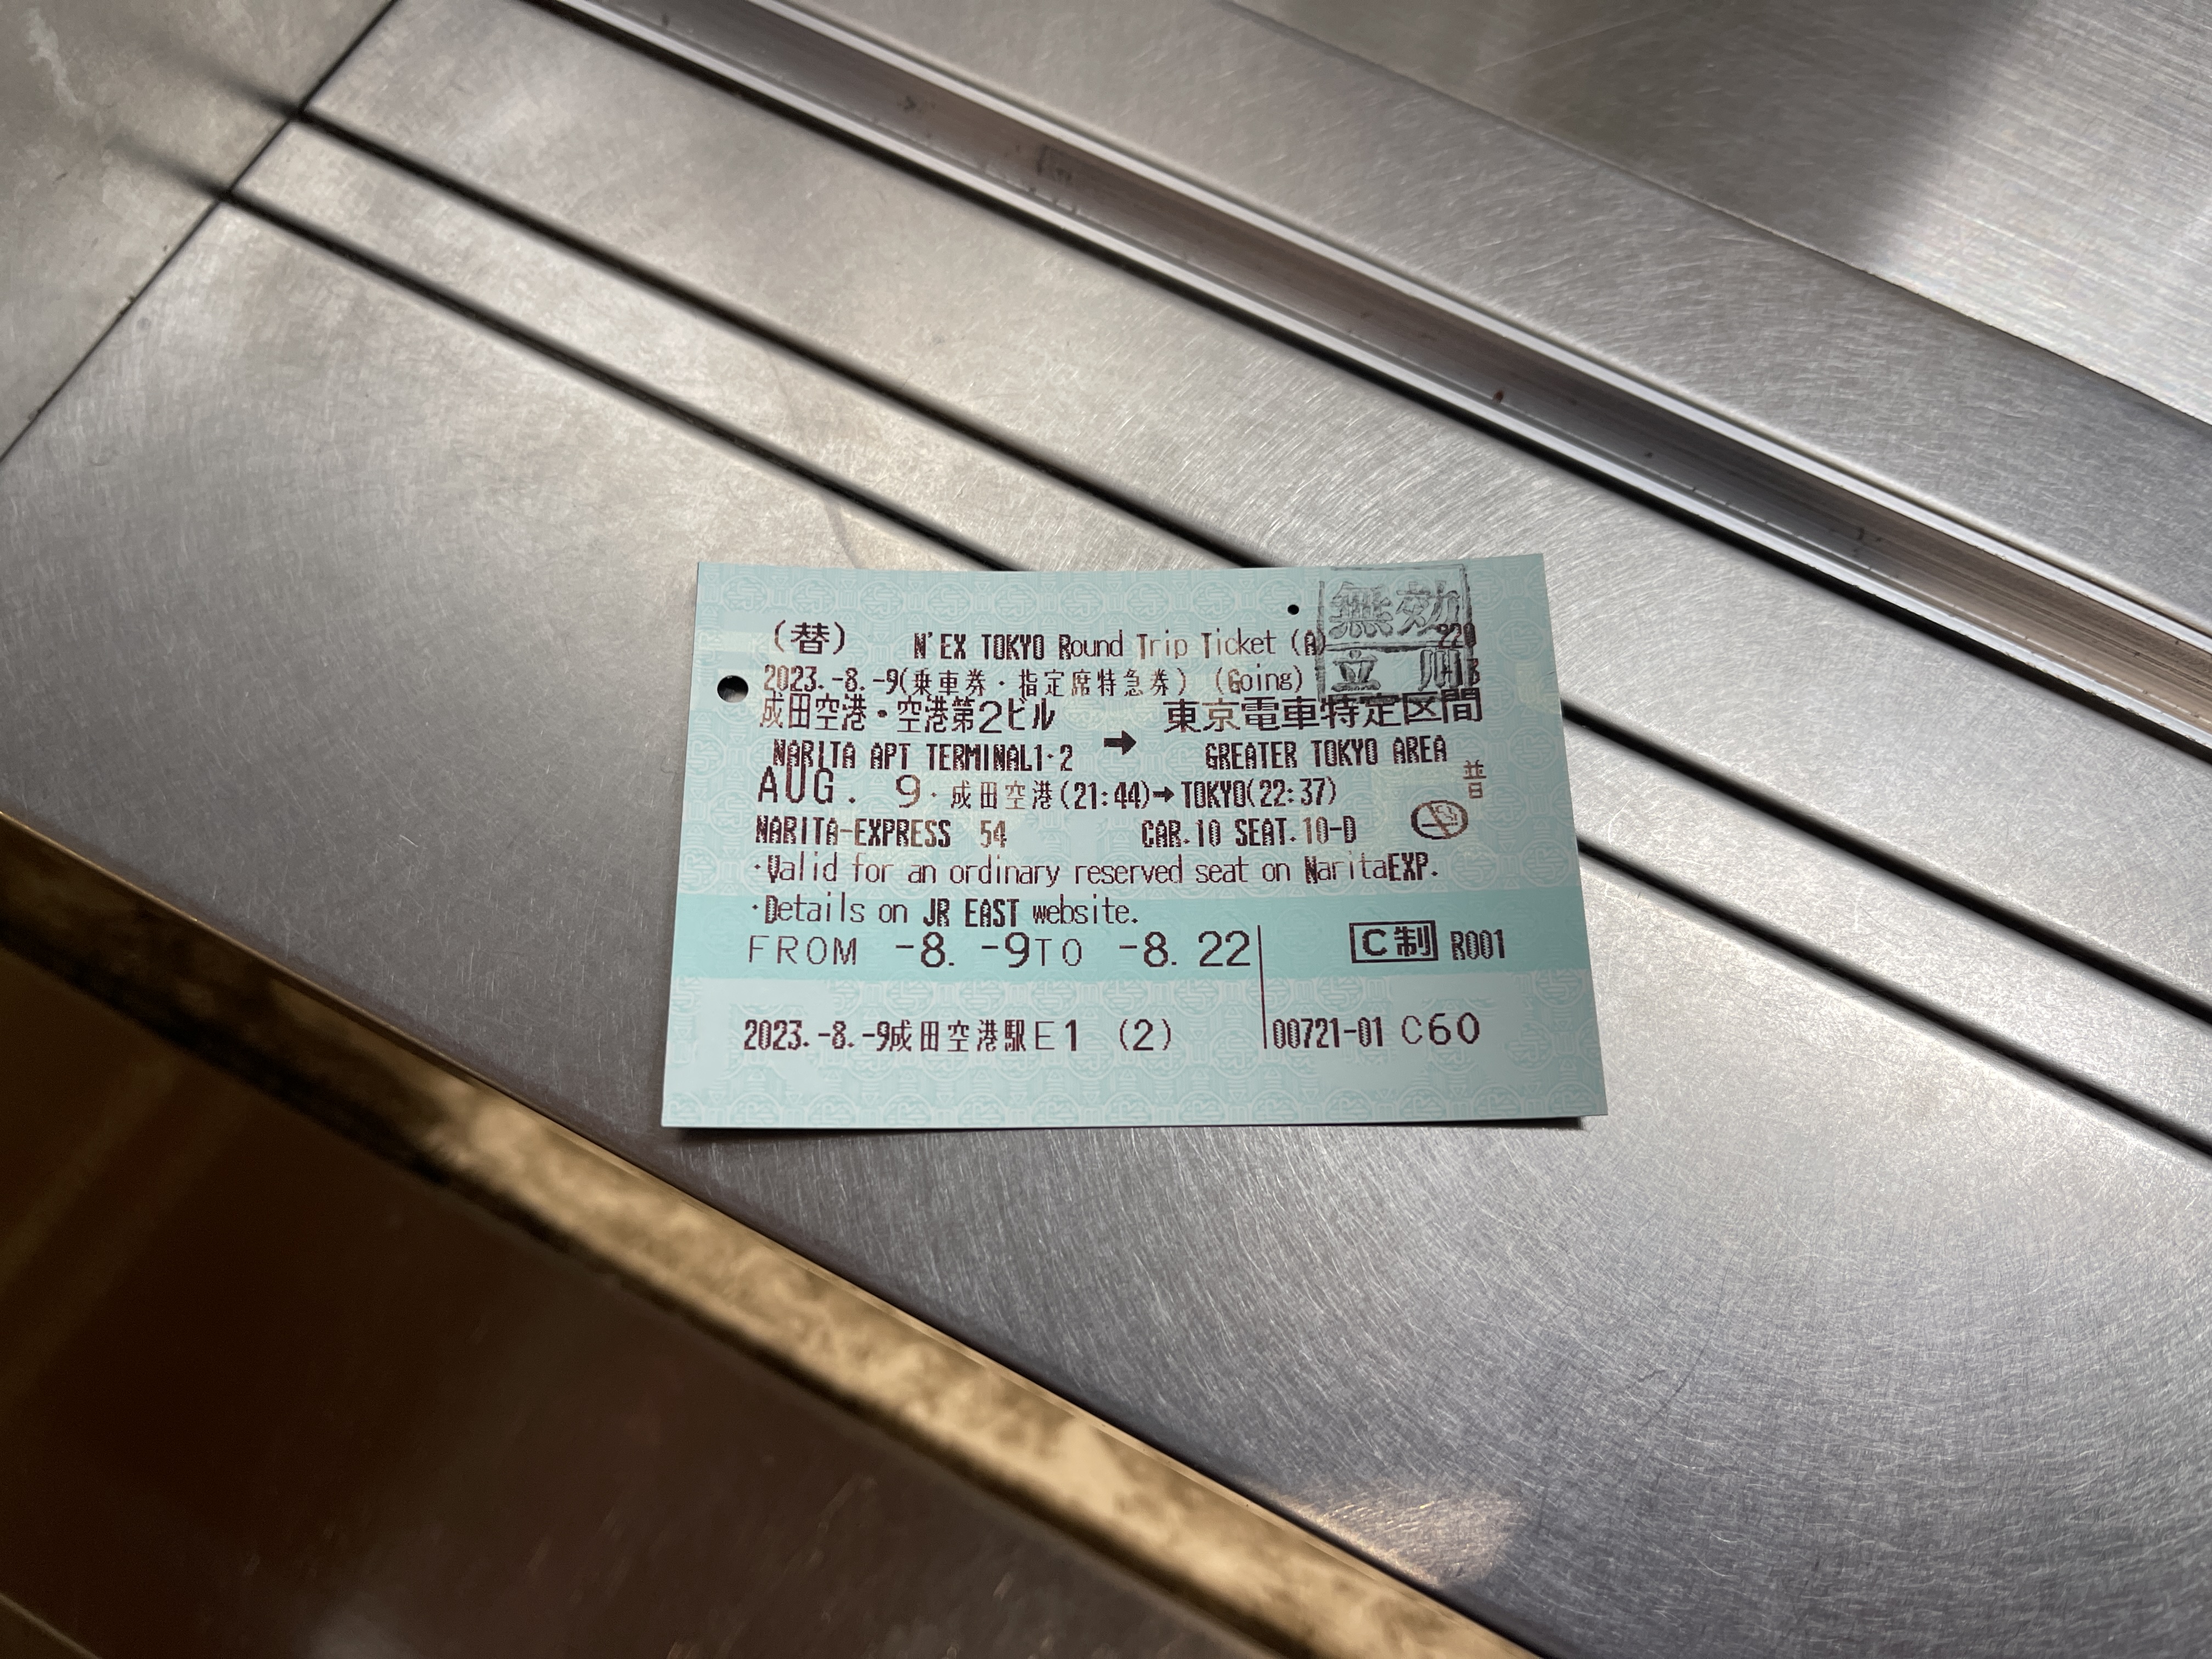 (替) N'EX TOKYO Round Trip Ticket (A)
無効
立川
2023.-8.-9(乗車券・指定席特急券) (Going)
成田空港・空港第2ビル ➡ 東京電車特定区間
NARITA APT TERMINAL1・2 GREATER TOKYO AREA
AUG. 9・成田空港(21:44)➡TOKYO(22:37)
NARITA-EXPRESS 54 CAR.10 SEAT.10-D
・Valid for an ordinary reserved seat on NaritaEXP.
・Details on JR EAST website.
FROM -8. -9TO -8. 22 C制 R001
2023.-8.-9成田空港駅E1 (2) 00721-01 C60